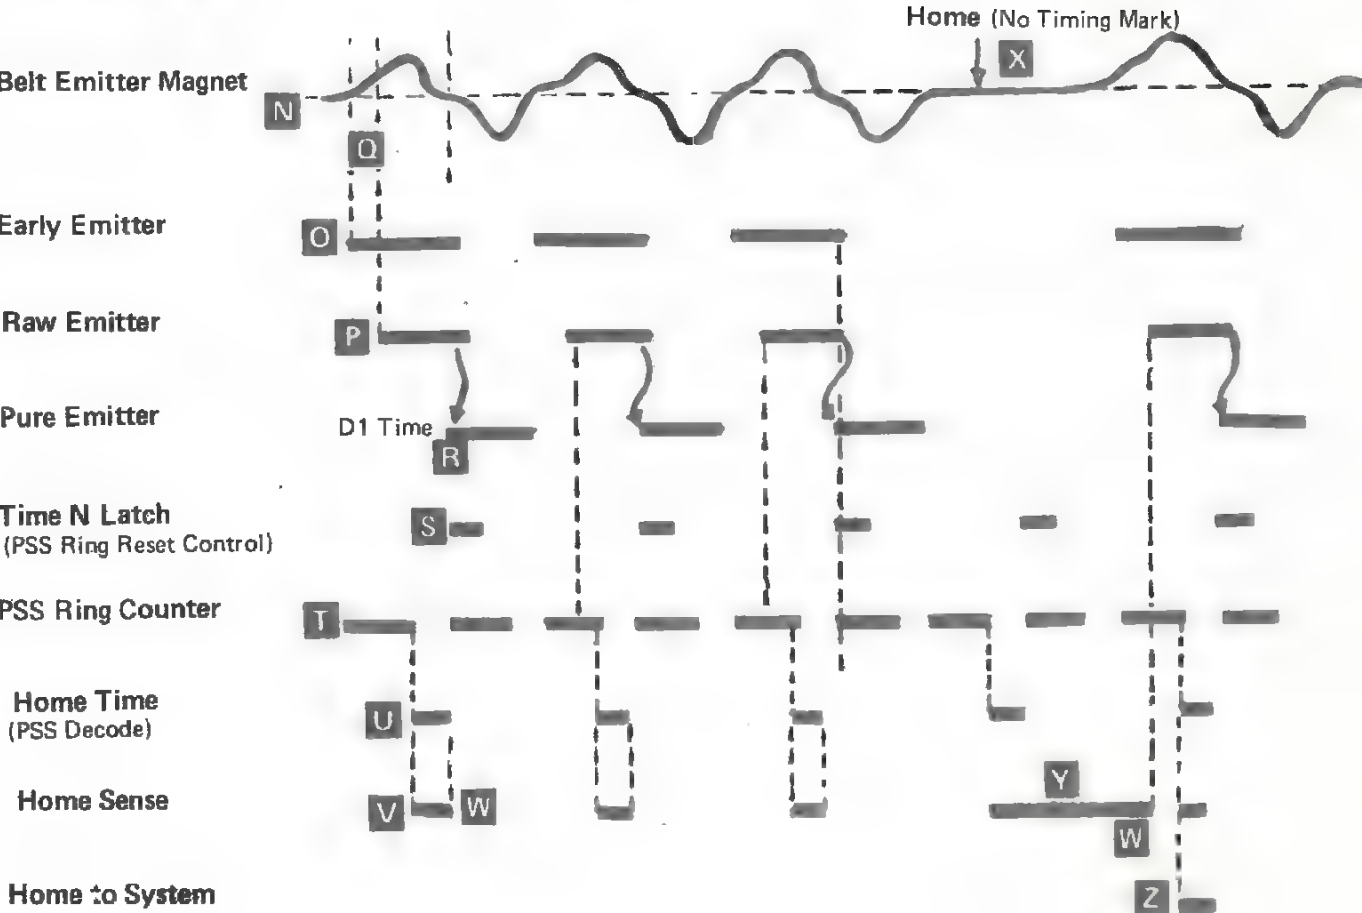 Home (No Timing Mark)
X
Belt Emitter Magnet
N
Q
Early Emitter
O
Raw Emitter
P
Pure Emitter
D1 Time
R
Time N Latch
S
(PSS Ring Reset Control)
PSS Ring Counter
T
Home Time
U
(PSS Decode)
Y
Home Sense
V
W
W
Home to System
Z